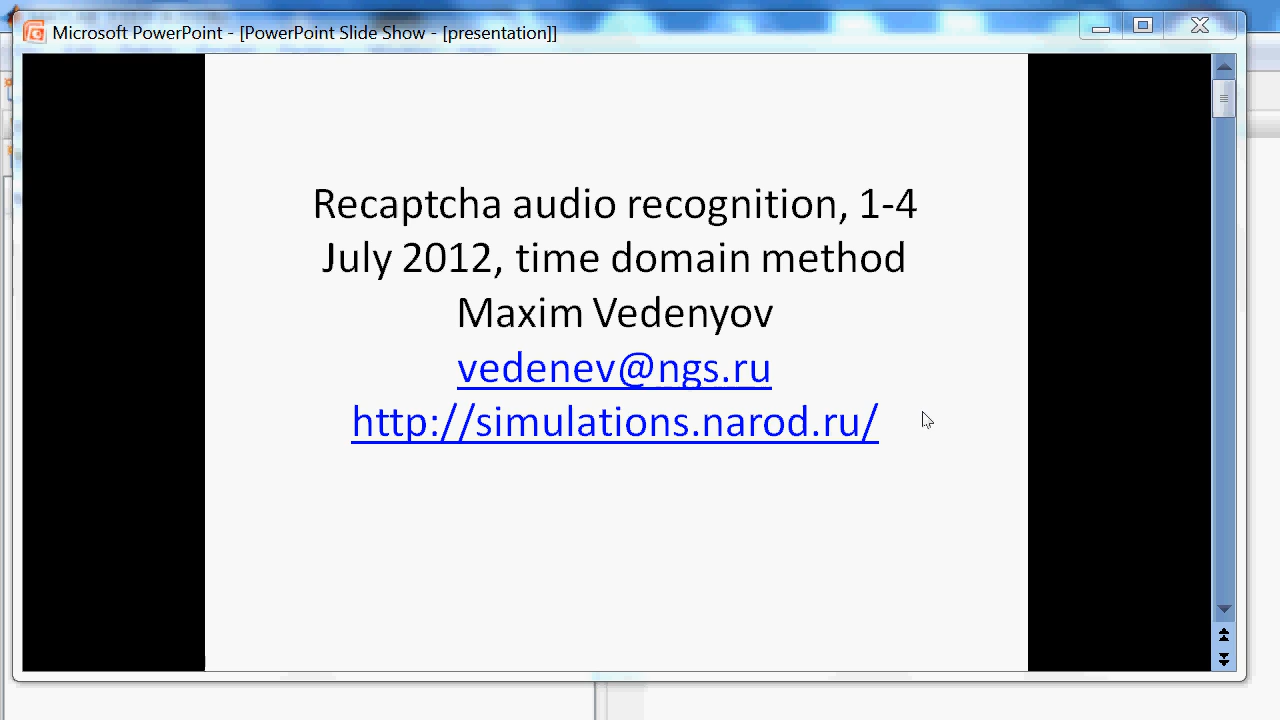 Microsoft PowerPoint - [PowerPoint Slide Show - [presentation]]
Recaptcha audio recognition, 1-4
July 2012, time domain method
Maxim Vedenyov
vedenev@ngs.ru
http://simulations.narod.ru/